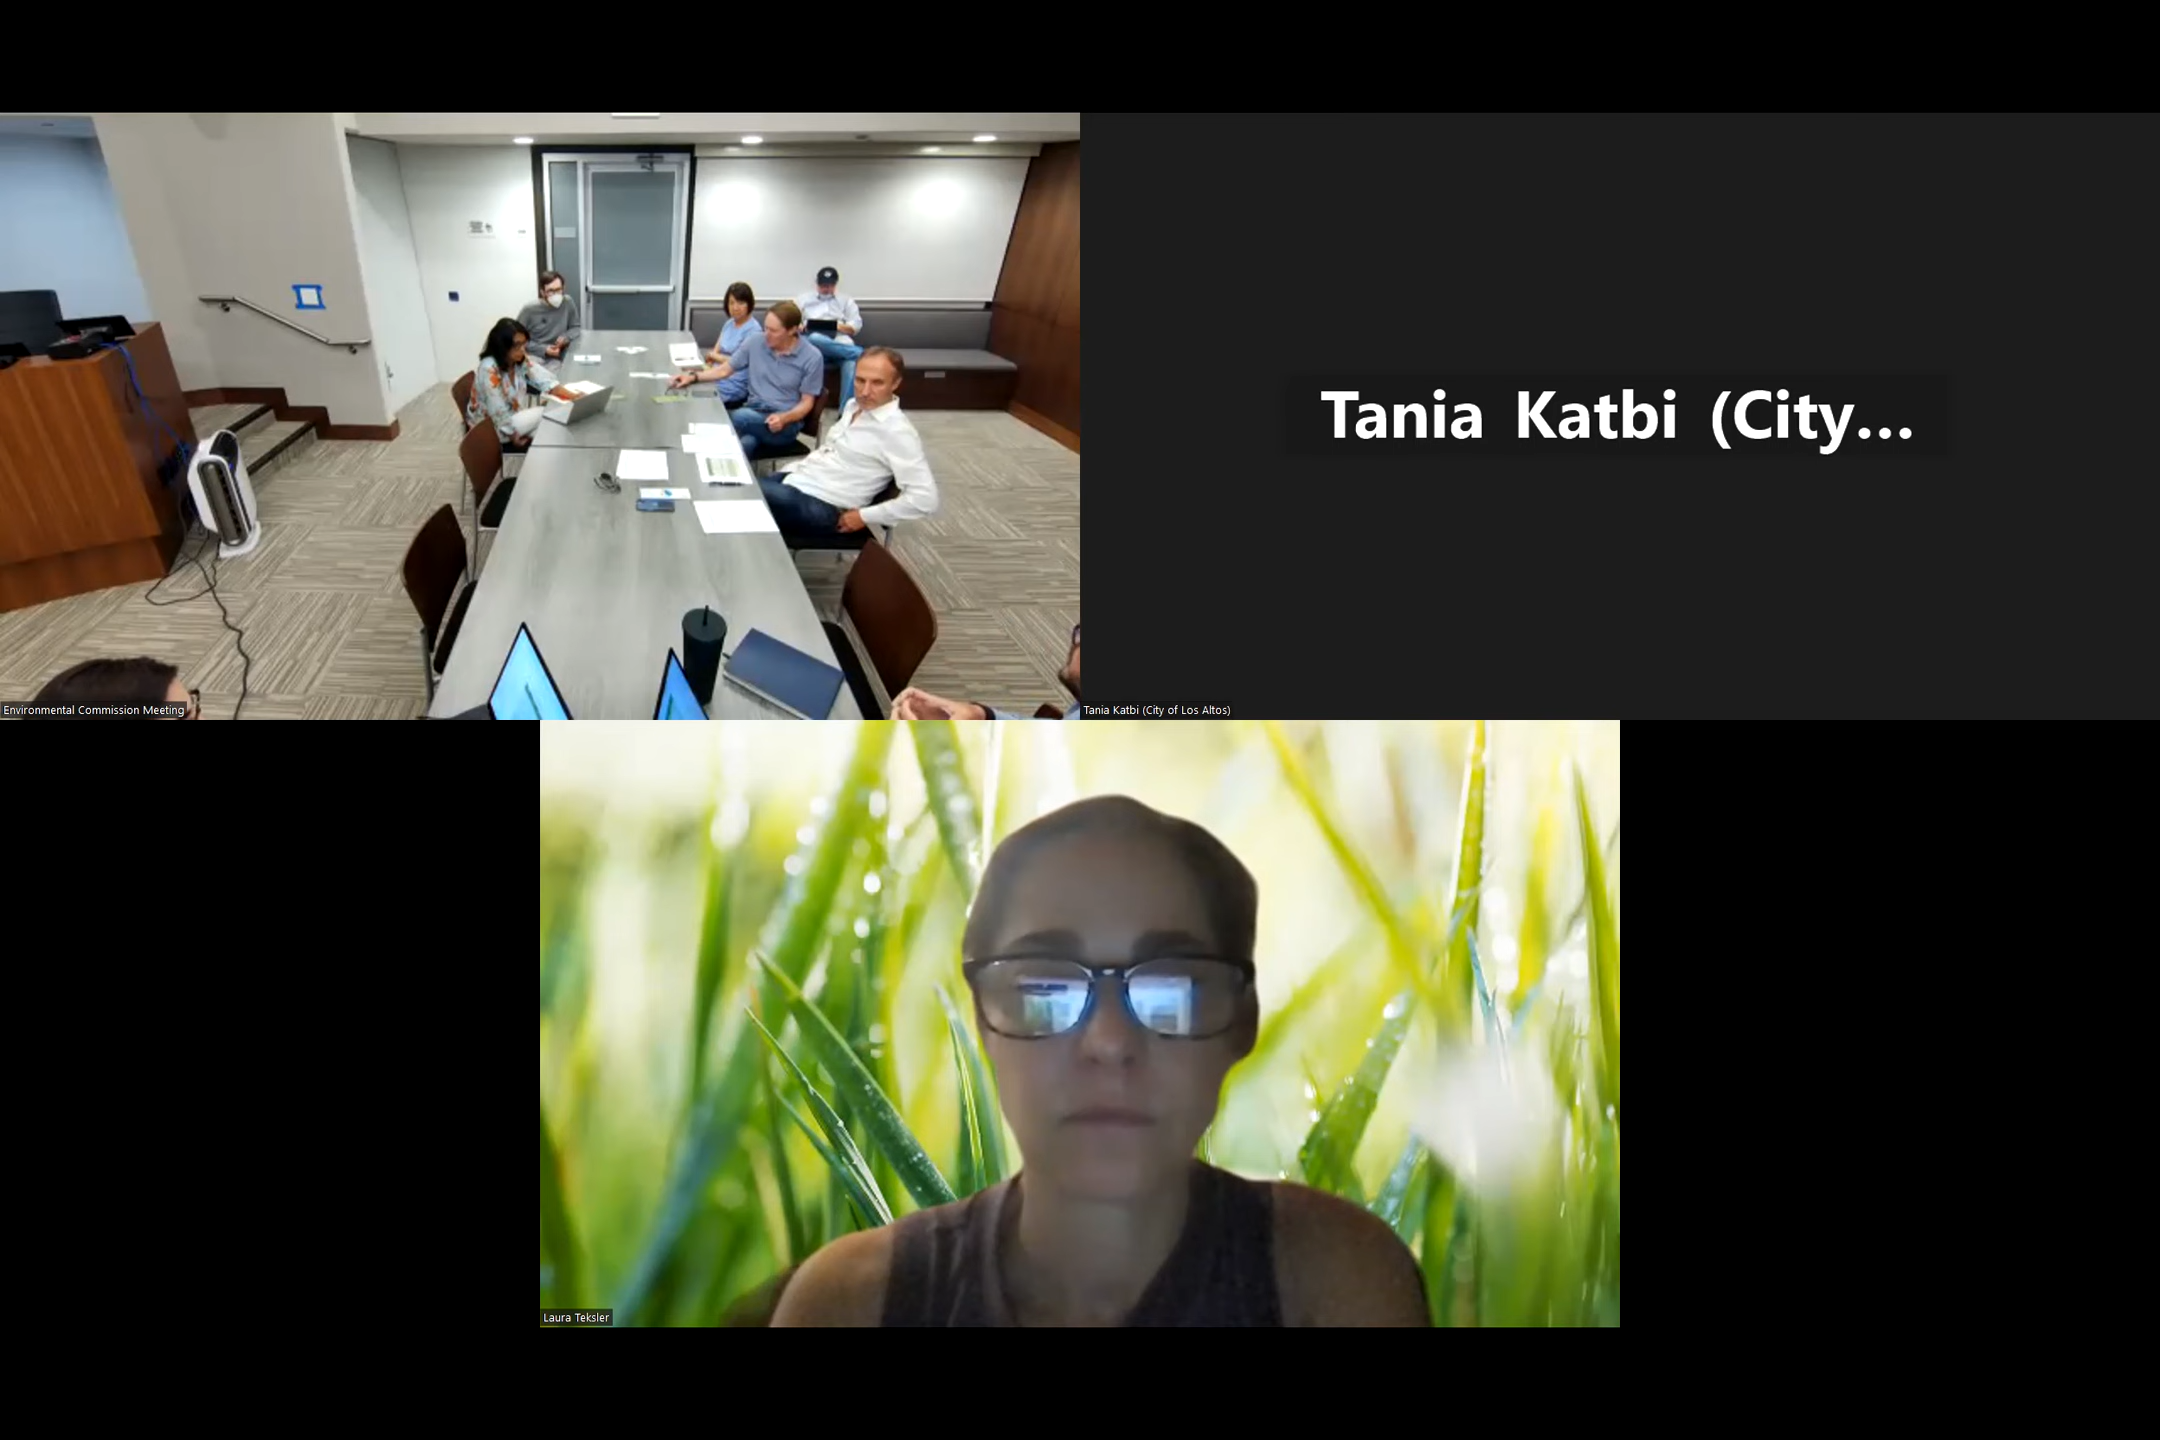 Environmental Commission Meeting
Tania Katbi (City...
Tania Katbi (City of Los Altos)
Laura Teksler